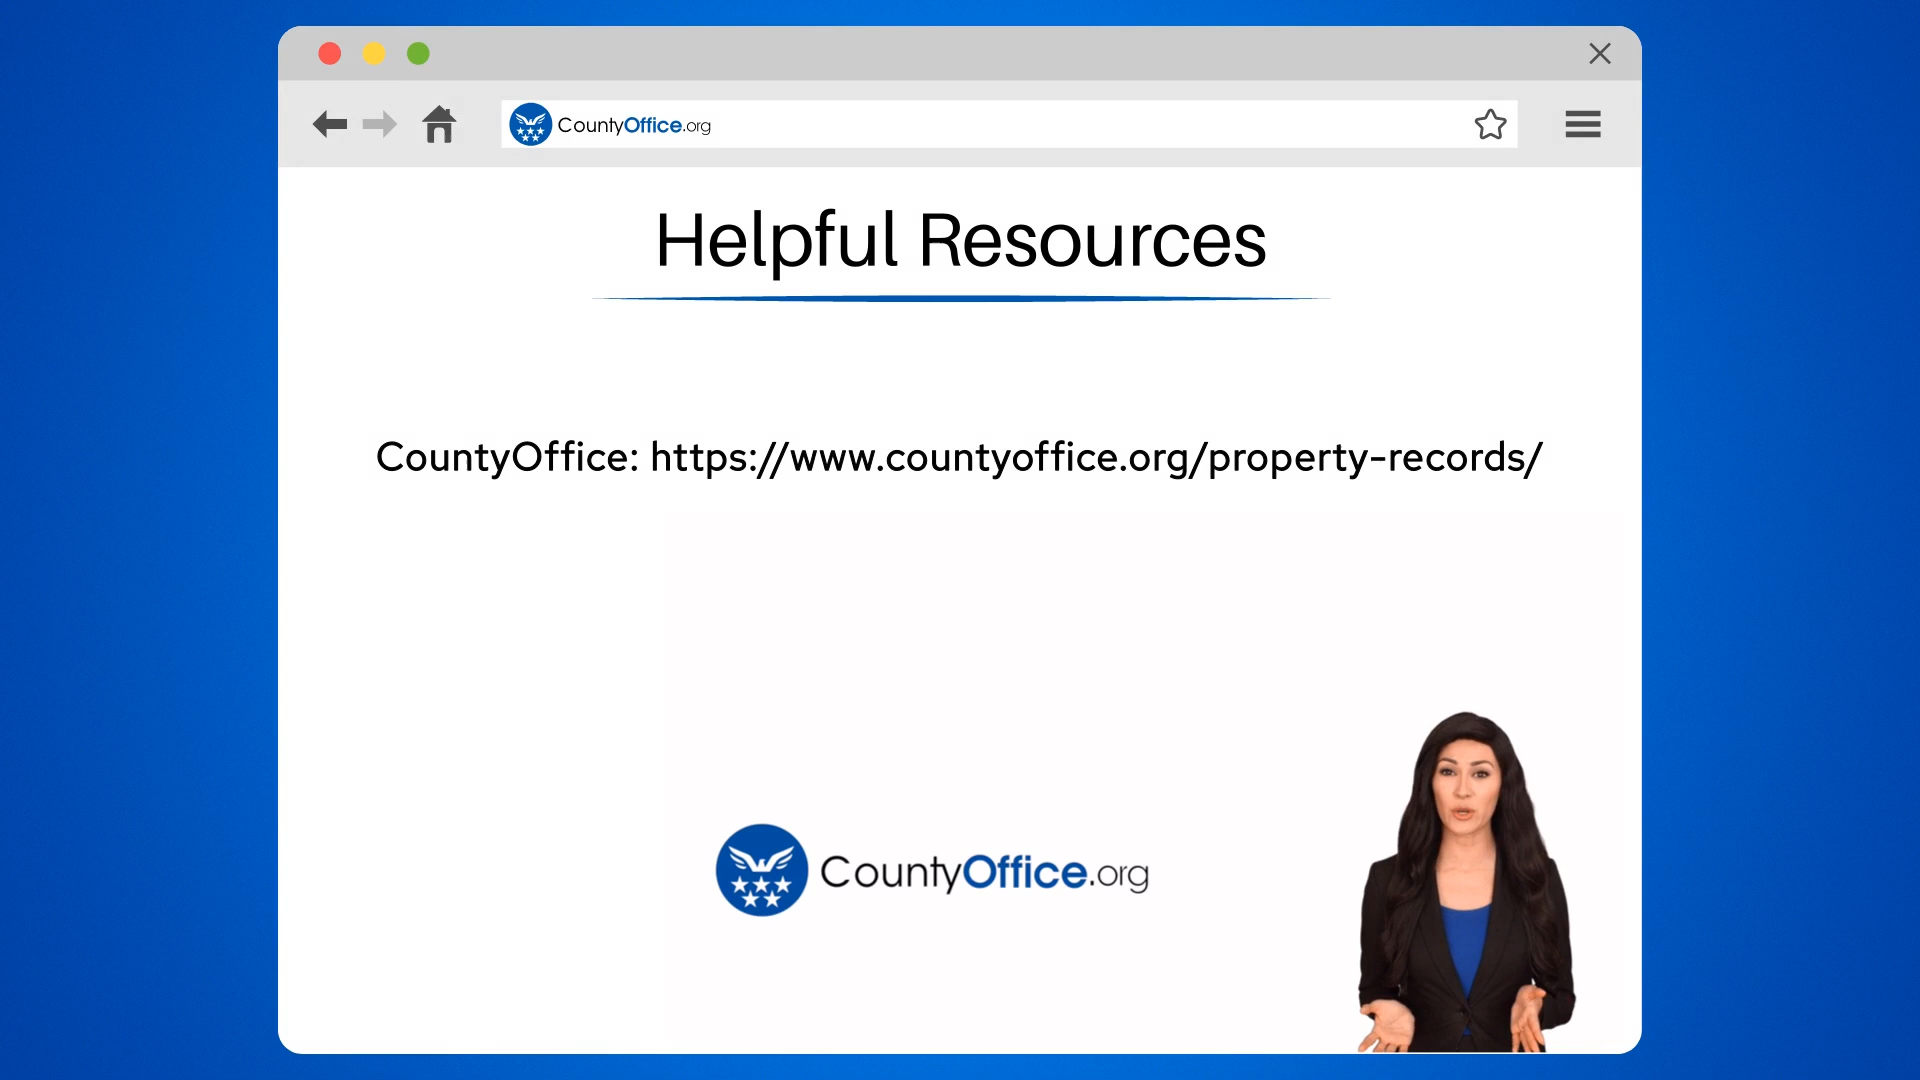 CountyOffice.org
Helpful Resources
CountyOffice: https://www.countyoffice.org/property-records/
CountyOffice.org